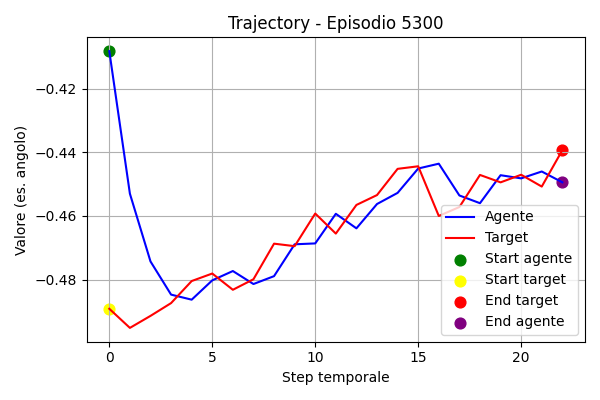 Trajectory - Episodio 5300
Valore (es. angolo)
−0.42
−0.44
−0.46
−0.48
0
5
10
15
20
Step temporale
Agente
Target
Start agente
Start target
End target
End agente